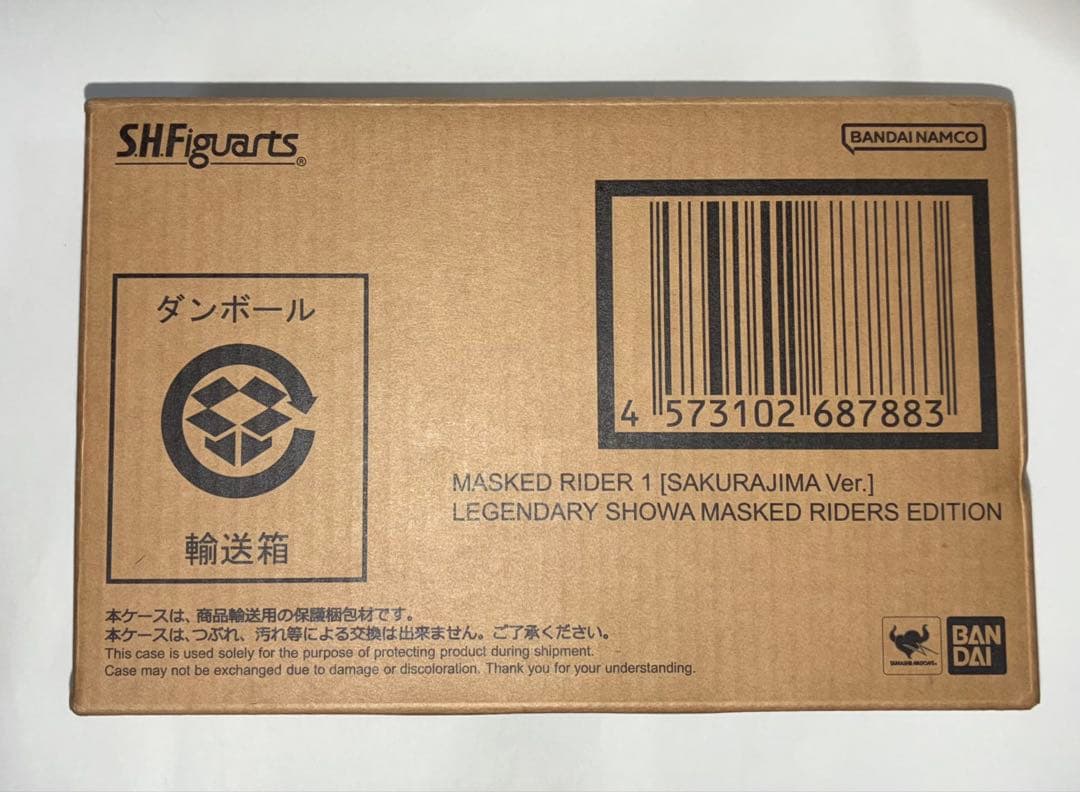 S.H.Figuarts®
BANDAI NAMCO
4 573102 687883
MASKED RIDER 1 [SAKURAJIMA Ver.]
LEGENDARY SHOWA MASKED RIDERS EDITION
ダンボール
輸送箱
本ケースは、商品輸送用の保護梱包材です。
本ケースは、つぶれ、汚れ等による交換は出来ません。ご了承ください。
This case is used solely for the purpose of protecting product during shipment.
Case may not be exchanged due to damage or discoloration. Thank you for your understanding.
TAMASHII NATIONS
BAN
DAI